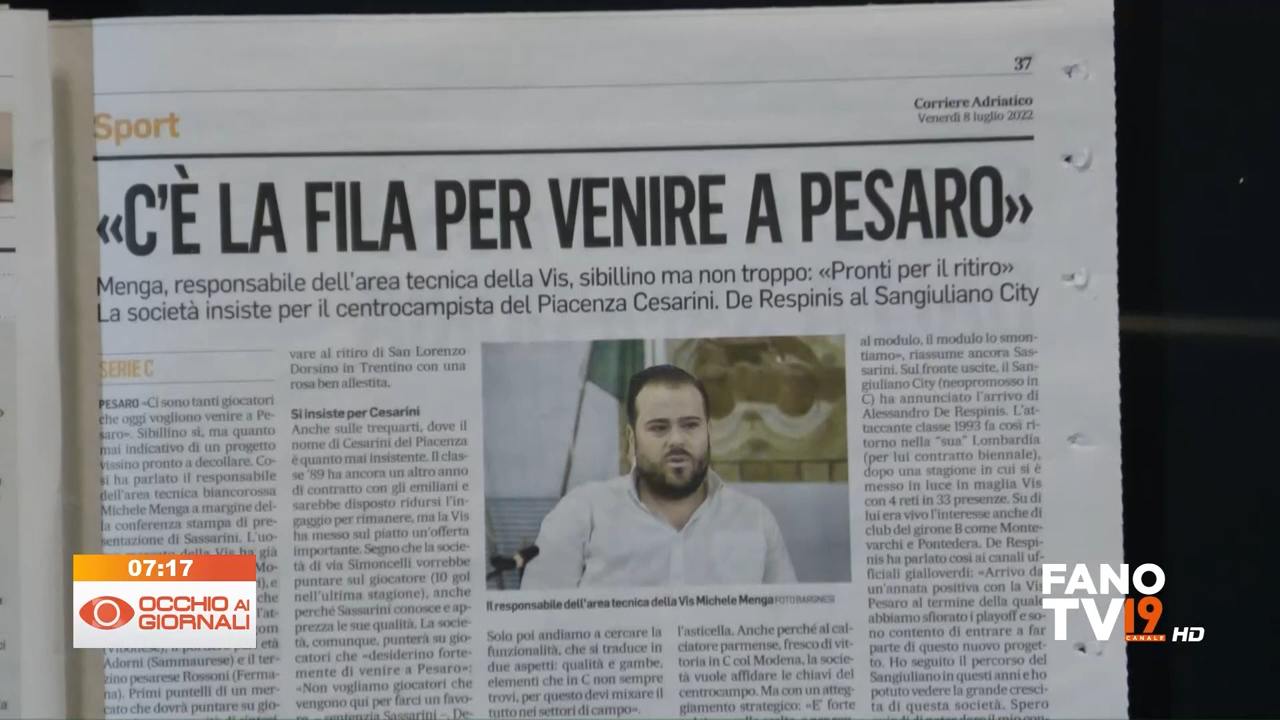 37
Corriere Adriatico
Venerdì 8 luglio 2022
Sport
«C'È LA FILA PER VENIRE A PESARO»
Menga, responsabile dell'area tecnica della Vis, sibillino ma non troppo: «Pronti per il ritiro»
La società insiste per il centrocampista del Piacenza Cesarini. De Respinis al Sangiuliano City
SERIE C
PESARO «Ci sono tanti giocatori
che oggi vogliono venire a Pe-
saro». Sibillino sì, ma quanto
mai indicativo di un progetto
vissino pronto a decollare. Co-
sì ha parlato il responsabile
dell'area tecnica biancorossa
Michele Menga a margine del-
la conferenza stampa di pre-
sentazione di Sassarini. L'uo-
della Vis ha già
Adorni (Sammaurese) e il ter-
zino pesarese Rossoni (Ferma-
na). Primi puntelli di un mer-
cato che dovrà puntare su gio-
vare al ritiro di San Lorenzo
Dorsino in Trentino con una
rosa ben allestita.
Si insiste per Cesarini
Anche sulle trequarti, dove il
nome di Cesarini del Piacenza
è quanto mai insistente. Il clas-
se '89 ha ancora un altro anno
di contratto con gli emiliani e
sarebbe disposto ridursi l'in-
gaggio per rimanere, ma la Vis
ha messo sul piatto un'offerta
importante. Segno che la socie-
tà di via Simoncelli vorrebbe
puntare sul giocatore (10 gol
nell'ultima stagione), anche
perché Sassarini conosce e ap-
prezza le sue qualità. La socie-
tà, comunque, punterà su gio-
catori che «desiderino forte-
mente di venire a Pesaro»:
«Non vogliamo giocatori che
vengono qui per farci un favo-
re, – sentenzia Sassarini –. De-
Il responsabile dell'area tecnica della Vis Michele Menga FOTO BARGNESI
Solo poi andiamo a cercare la
funzionalità, che si traduce in
due aspetti: qualità e gambe,
elementi che in C non sempre
trovi, per questo devi mixare il
tutto nei settori di campo».
l'asticella. Anche perché al cal-
ciatore parmense, fresco di vit-
toria in C col Modena, la socie-
tà vuole affidare le chiavi del
centrocampo. Ma con un atteg-
giamento strategico: «E' forte
al modulo, il modulo lo smon-
tiamo», riassume ancora Sas-
sarini. Sul fronte uscite, il San-
giuliano City (neopromosso in
C) ha annunciato l'arrivo di
Alessandro De Respinis. L'at-
taccante classe 1993 fa così ri-
torno nella "sua" Lombardia
(per lui contratto biennale),
dopo una stagione in cui si è
messo in luce in maglia Vis
con 4 reti in 33 presenze. Su di
lui era vivo l'interesse anche di
club del girone B come Monte-
varchi e Pontedera. De Respi-
nis ha parlato così ai canali uf-
ficiali gialloverdi: «Arrivo da
un'annata positiva con la Vis
Pesaro al termine della quale
abbiamo sfiorato i playoff e so-
no contento di entrare a far
parte di questo nuovo proget-
to. Ho seguito il percorso del
Sangiuliano in questi anni e ho
potuto vedere la grande cresci-
ta di questa società. Spero
07:17
OCCHIO AI
GIORNALI
FANO
TV19
CANALE
HD